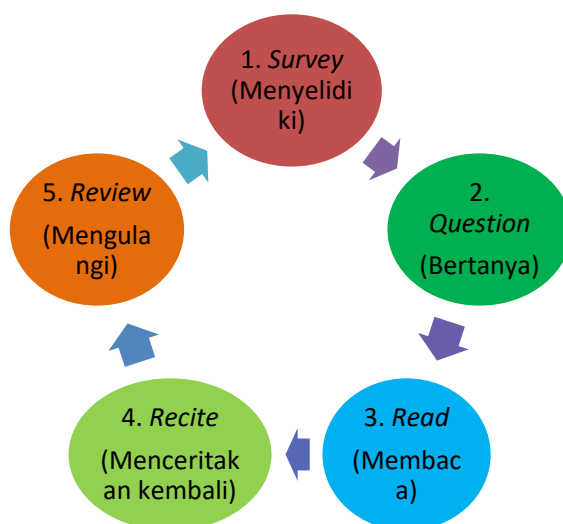 1. Survey
(Menyelidi
ki)
2.
Question
(Bertanya)
3. Read
(Membac
a)
4. Recite
(Menceritak
an kembali)
5. Review
(Mengula
ngi)